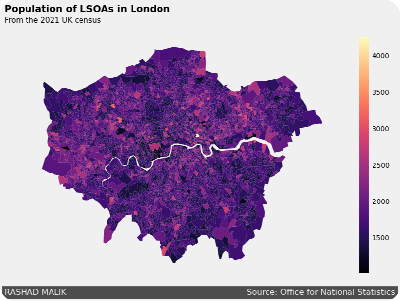 Population of LSOAs in London
From the 2021 UK census
4000
3500
3000
2500
2000
1500
RASHAD MALIK
Source: Office for National Statistics